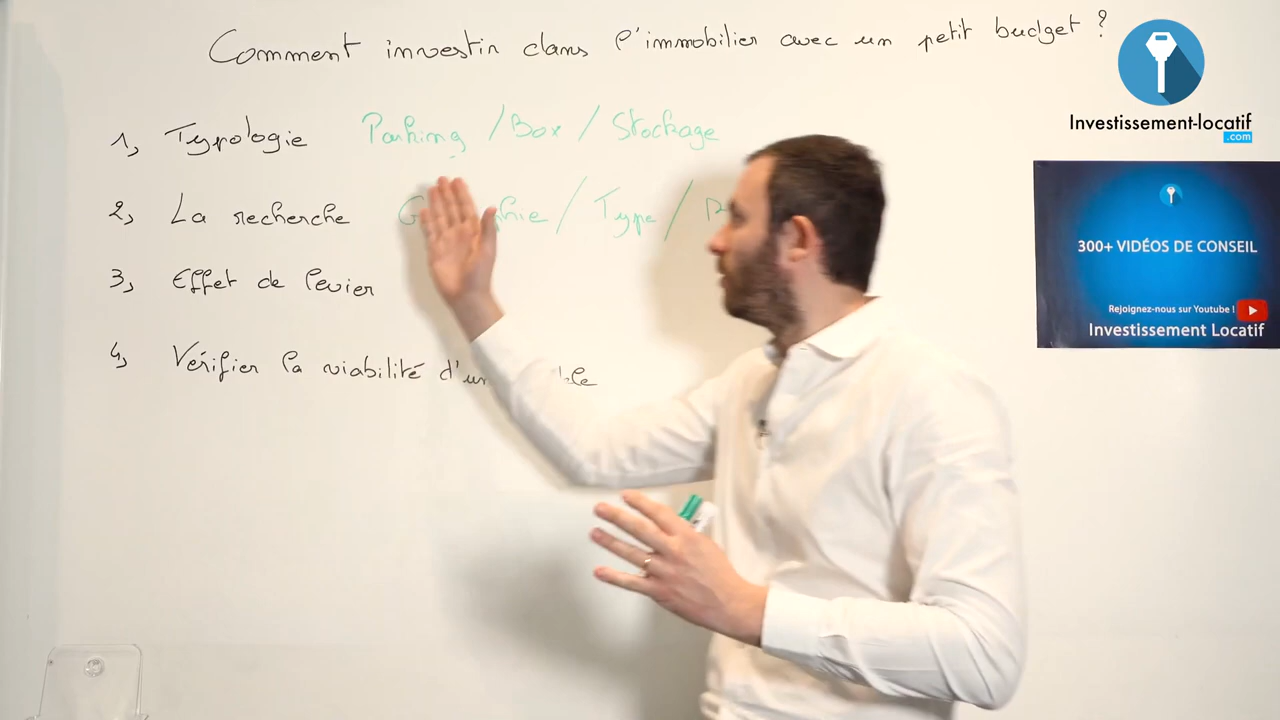 Comment investir dans l'immobilier avec un petit budget ?
1, Typologie Parking / Box / Stockage
2, La recherche / Type /
3, Effet de levier
4, Vérifier la viabilité
Investissement-locatif
.com
300+ VIDÉOS DE CONSEIL
Rejoignez-nous sur Youtube !
Investissement Locatif